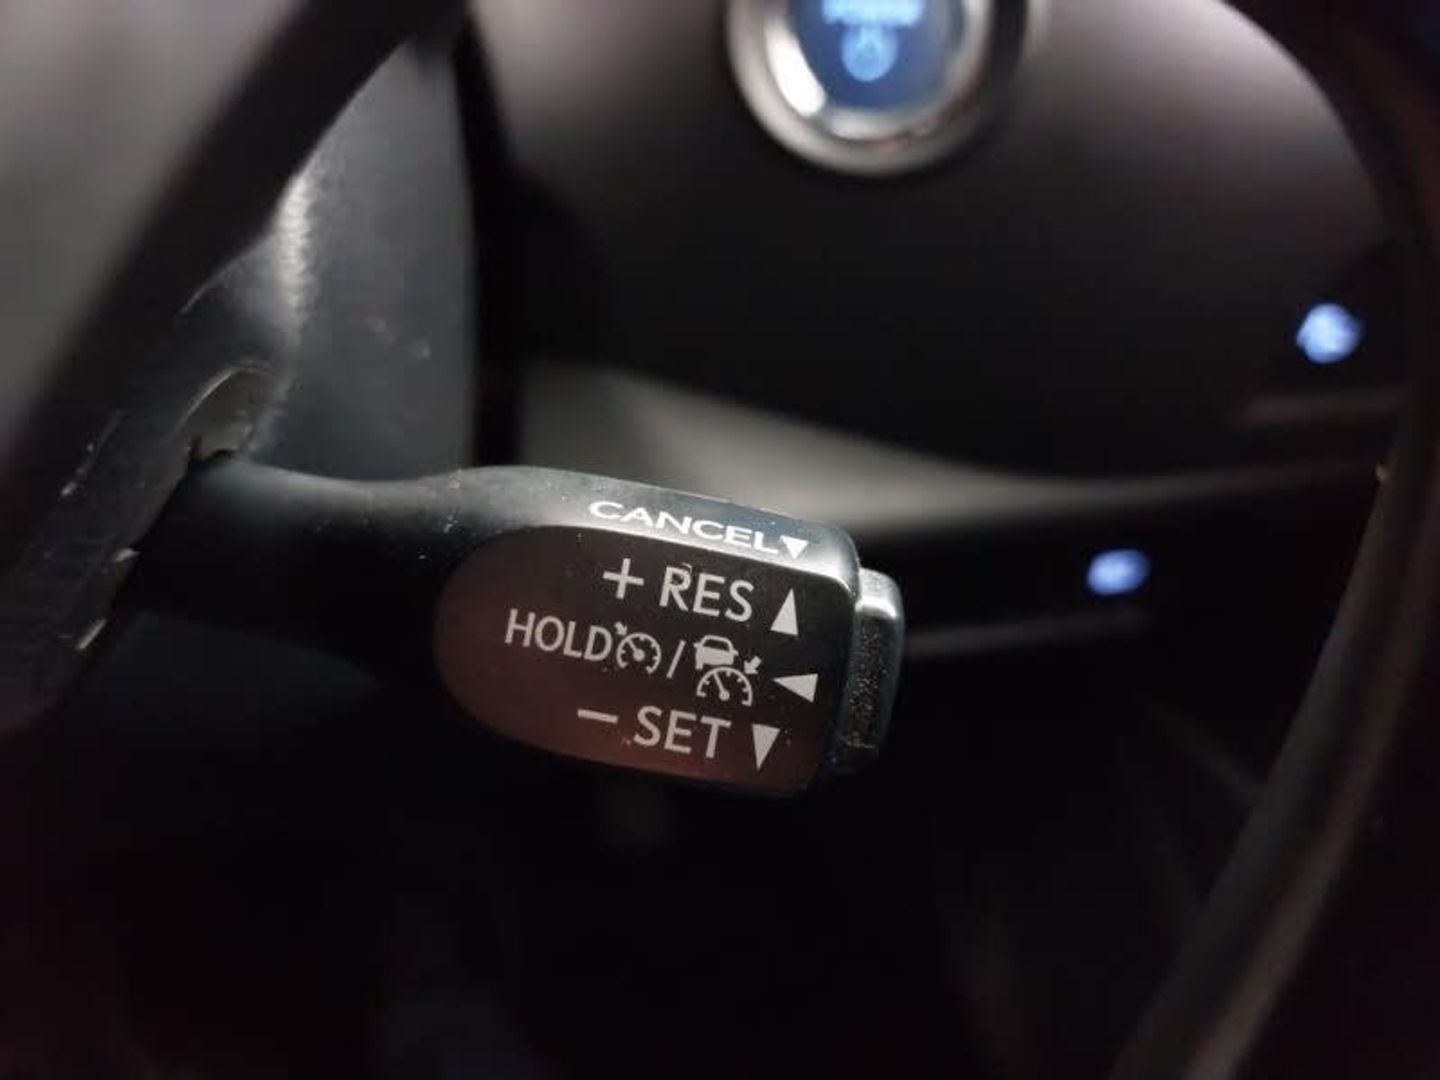 CANCEL▼
+ RES ▲
HOLD / ◀
− SET ▼